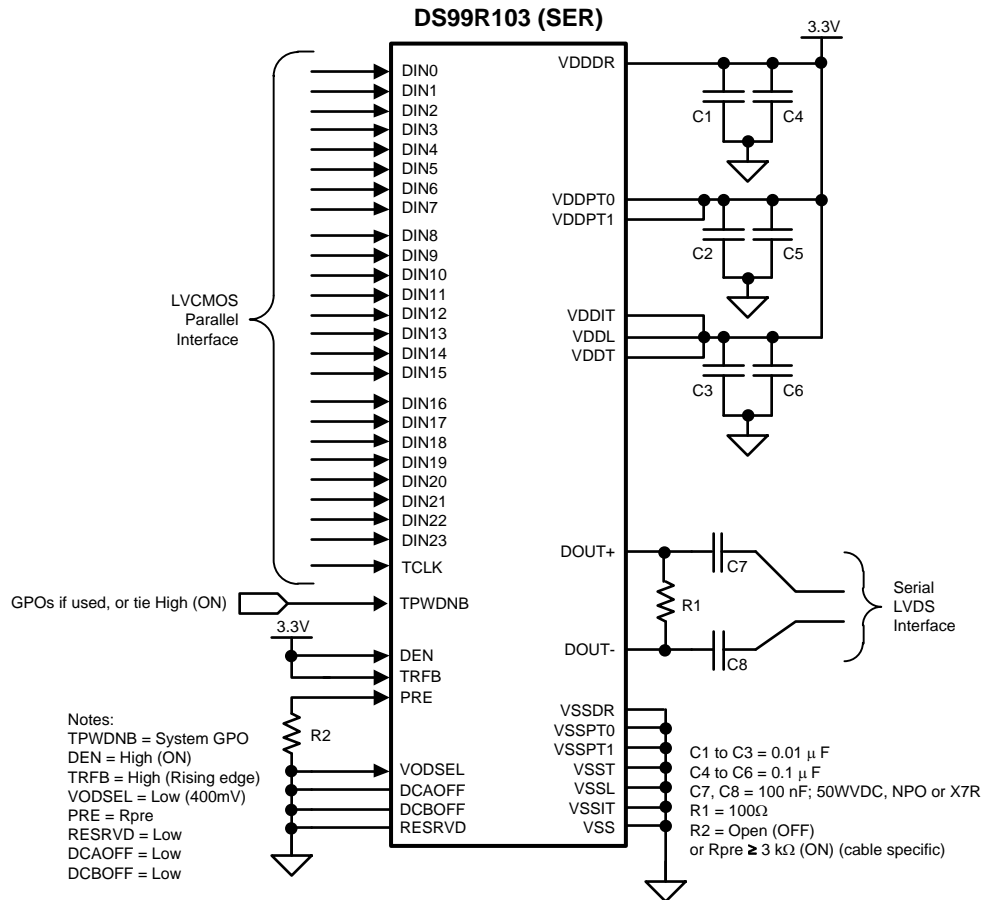 DS99R103 (SER)
3.3V
DIN0
DIN1
DIN2
DIN3
DIN4
DIN5
DIN6
DIN7
DIN8
DIN9
DIN10
DIN11
DIN12
DIN13
DIN14
DIN15
DIN16
DIN17
DIN18
DIN19
DIN20
DIN21
DIN22
DIN23
TCLK
LVCMOS
Parallel
Interface
GPOs if used, or tie High (ON)
TPWDNB
3.3V
DEN
TRFB
PRE
R2
VODSEL
DCAOFF
DCBOFF
RESRVD
Notes:
TPWDNB = System GPO
DEN = High (ON)
TRFB = High (Rising edge)
VODSEL = Low (400mV)
PRE = Rpre
RESRVD = Low
DCAOFF = Low
DCBOFF = Low
VDDDR
C1
C4
VDDPT0
VDDPT1
C2
C5
VDDIT
VDDL
VDDT
C3
C6
DOUT+
C7
R1
DOUT-
C8
Serial
LVDS
Interface
VSSDR
VSSPT0
VSSPT1
VSST
VSSL
VSSIT
VSS
C1 to C3 = 0.01 μ F
C4 to C6 = 0.1 μ F
C7, C8 = 100 nF; 50WVDC, NPO or X7R
R1 = 100Ω
R2 = Open (OFF)
or Rpre ≥ 3 kΩ (ON) (cable specific)